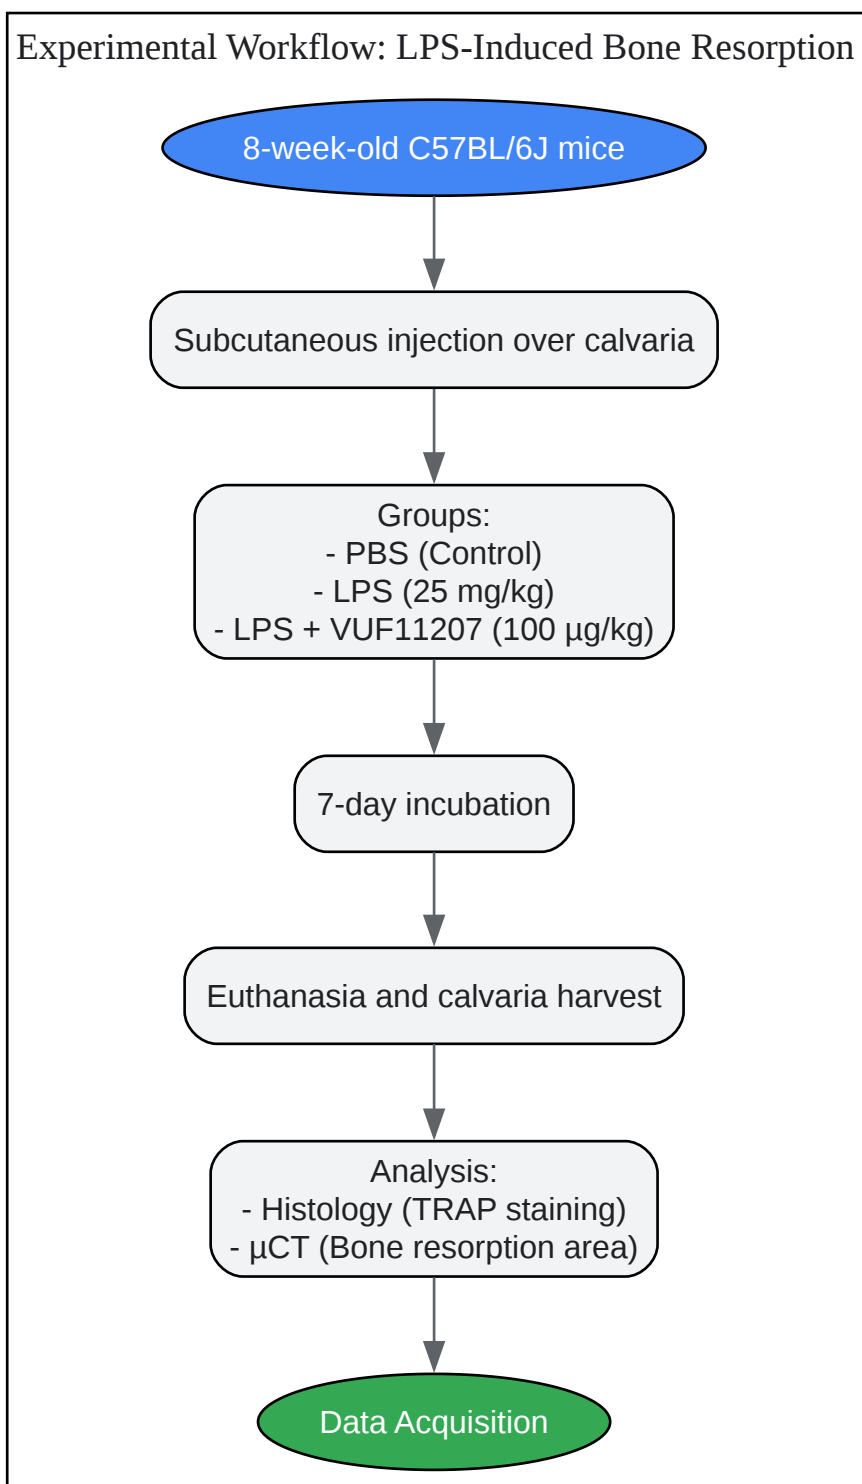 Experimental Workflow: LPS-Induced Bone Resorption
8-week-old C57BL/6J mice
Subcutaneous injection over calvaria
Groups:
- PBS (Control)
- LPS (25 mg/kg)
- LPS + VUF11207 (100 µg/kg)
7-day incubation
Euthanasia and calvaria harvest
Analysis:
- Histology (TRAP staining)
- µCT (Bone resorption area)
Data Acquisition